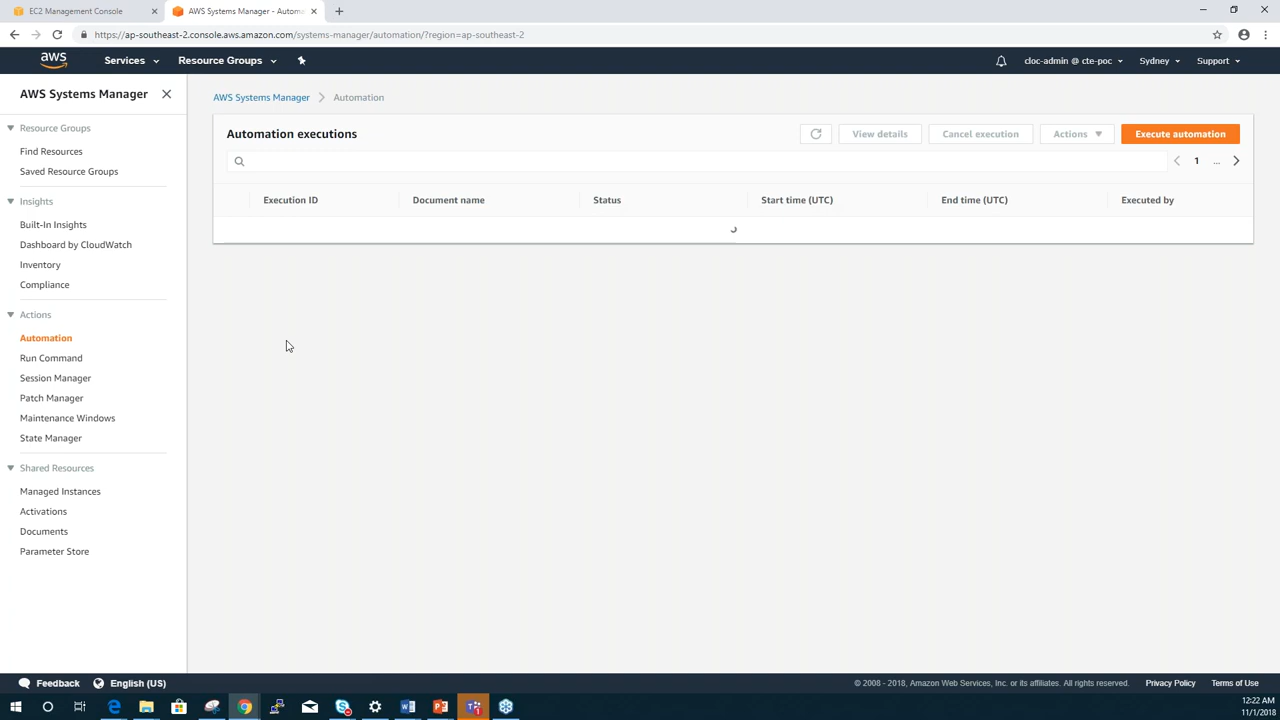 EC2 Management Console
AWS Systems Manager - Automa
https://ap-southeast-2.console.aws.amazon.com/systems-manager/automation/?region=ap-southeast-2
aws
Services
Resource Groups
cloc-admin @ cte-poc
Sydney
Support
AWS Systems Manager
Resource Groups
Find Resources
Saved Resource Groups
Insights
Built-In Insights
Dashboard by CloudWatch
Inventory
Compliance
Actions
Automation
Run Command
Session Manager
Patch Manager
Maintenance Windows
State Manager
Shared Resources
Managed Instances
Activations
Documents
Parameter Store
AWS Systems Manager
Automation
Automation executions
View details
Cancel execution
Actions
Execute automation
1
...
Execution ID
Document name
Status
Start time (UTC)
End time (UTC)
Executed by
Feedback
English (US)
© 2008 - 2018, Amazon Web Services, Inc. or its affiliates. All rights reserved.
Privacy Policy
Terms of Use
12:22 AM
11/1/2018